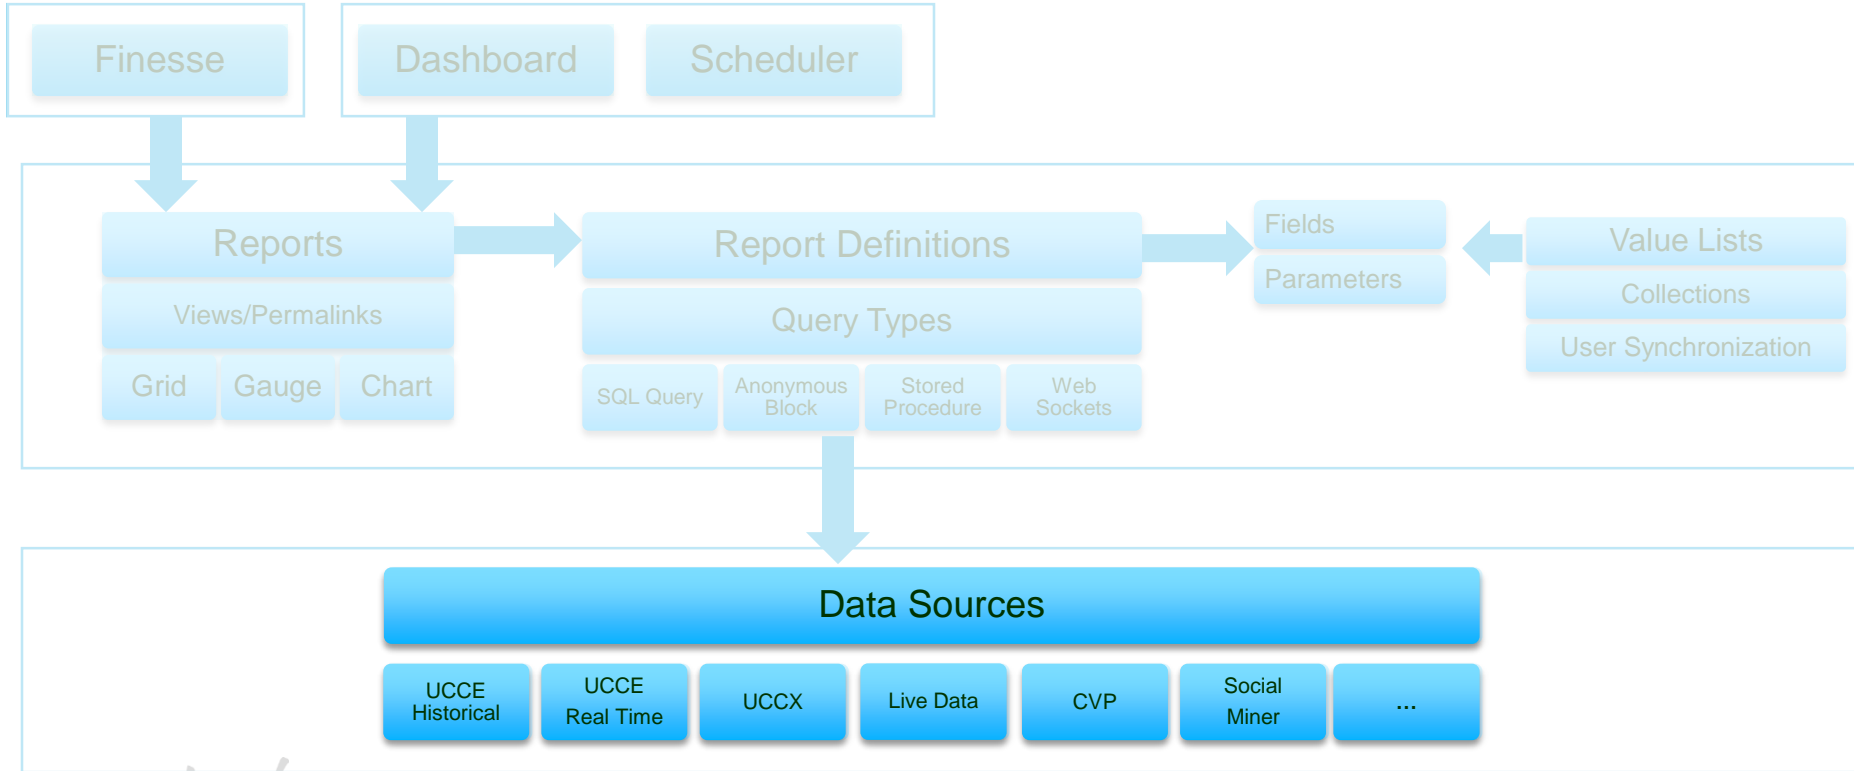 Finesse
Dashboard
Scheduler
Reports
Views/Permalinks
Grid
Gauge
Chart
Report Definitions
Query Types
SQL Query
Anonymous
Block
Stored
Procedure
Web
Sockets
Fields
Parameters
Value Lists
Collections
User Synchronization
Data Sources
UCCE
Historical
UCCE
Real Time
UCCX
Live Data
CVP
Social
Miner
...